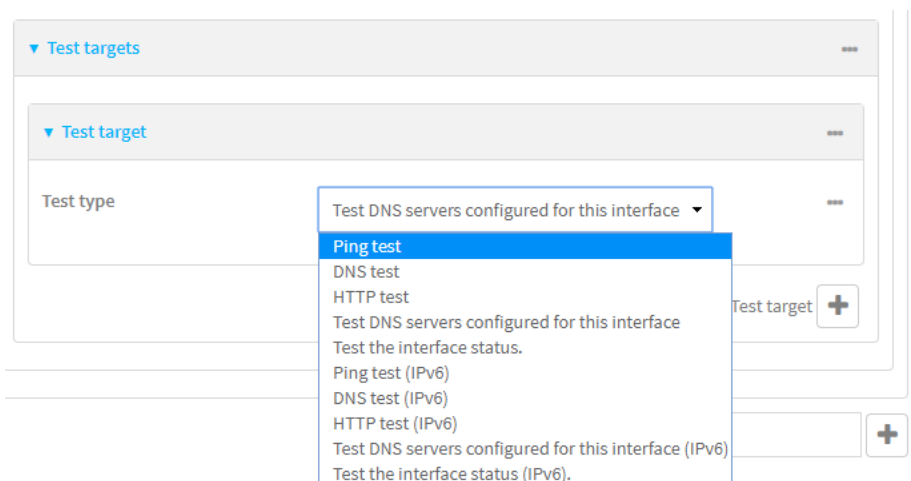 Test targets
Test target
Test type
Test DNS servers configured for this interface
Ping test
DNS test
HTTP test
Test DNS servers configured for this interface
Test the interface status.
Ping test (IPv6)
DNS test (IPv6)
HTTP test (IPv6)
Test DNS servers configured for this interface (IPv6)
Test the interface status (IPv6).
Test target